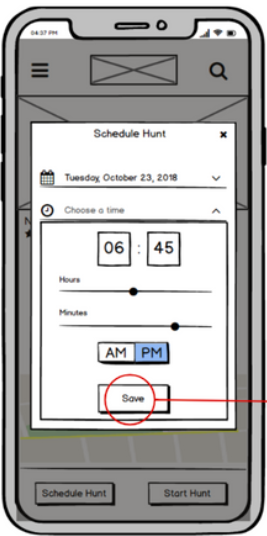 04:37 PM
Schedule Hunt
Tuesday, October 23, 2018
N
Choose a time
06 : 45
Hours
Minutes
AM PM
Save
Schedule Hunt Start Hunt